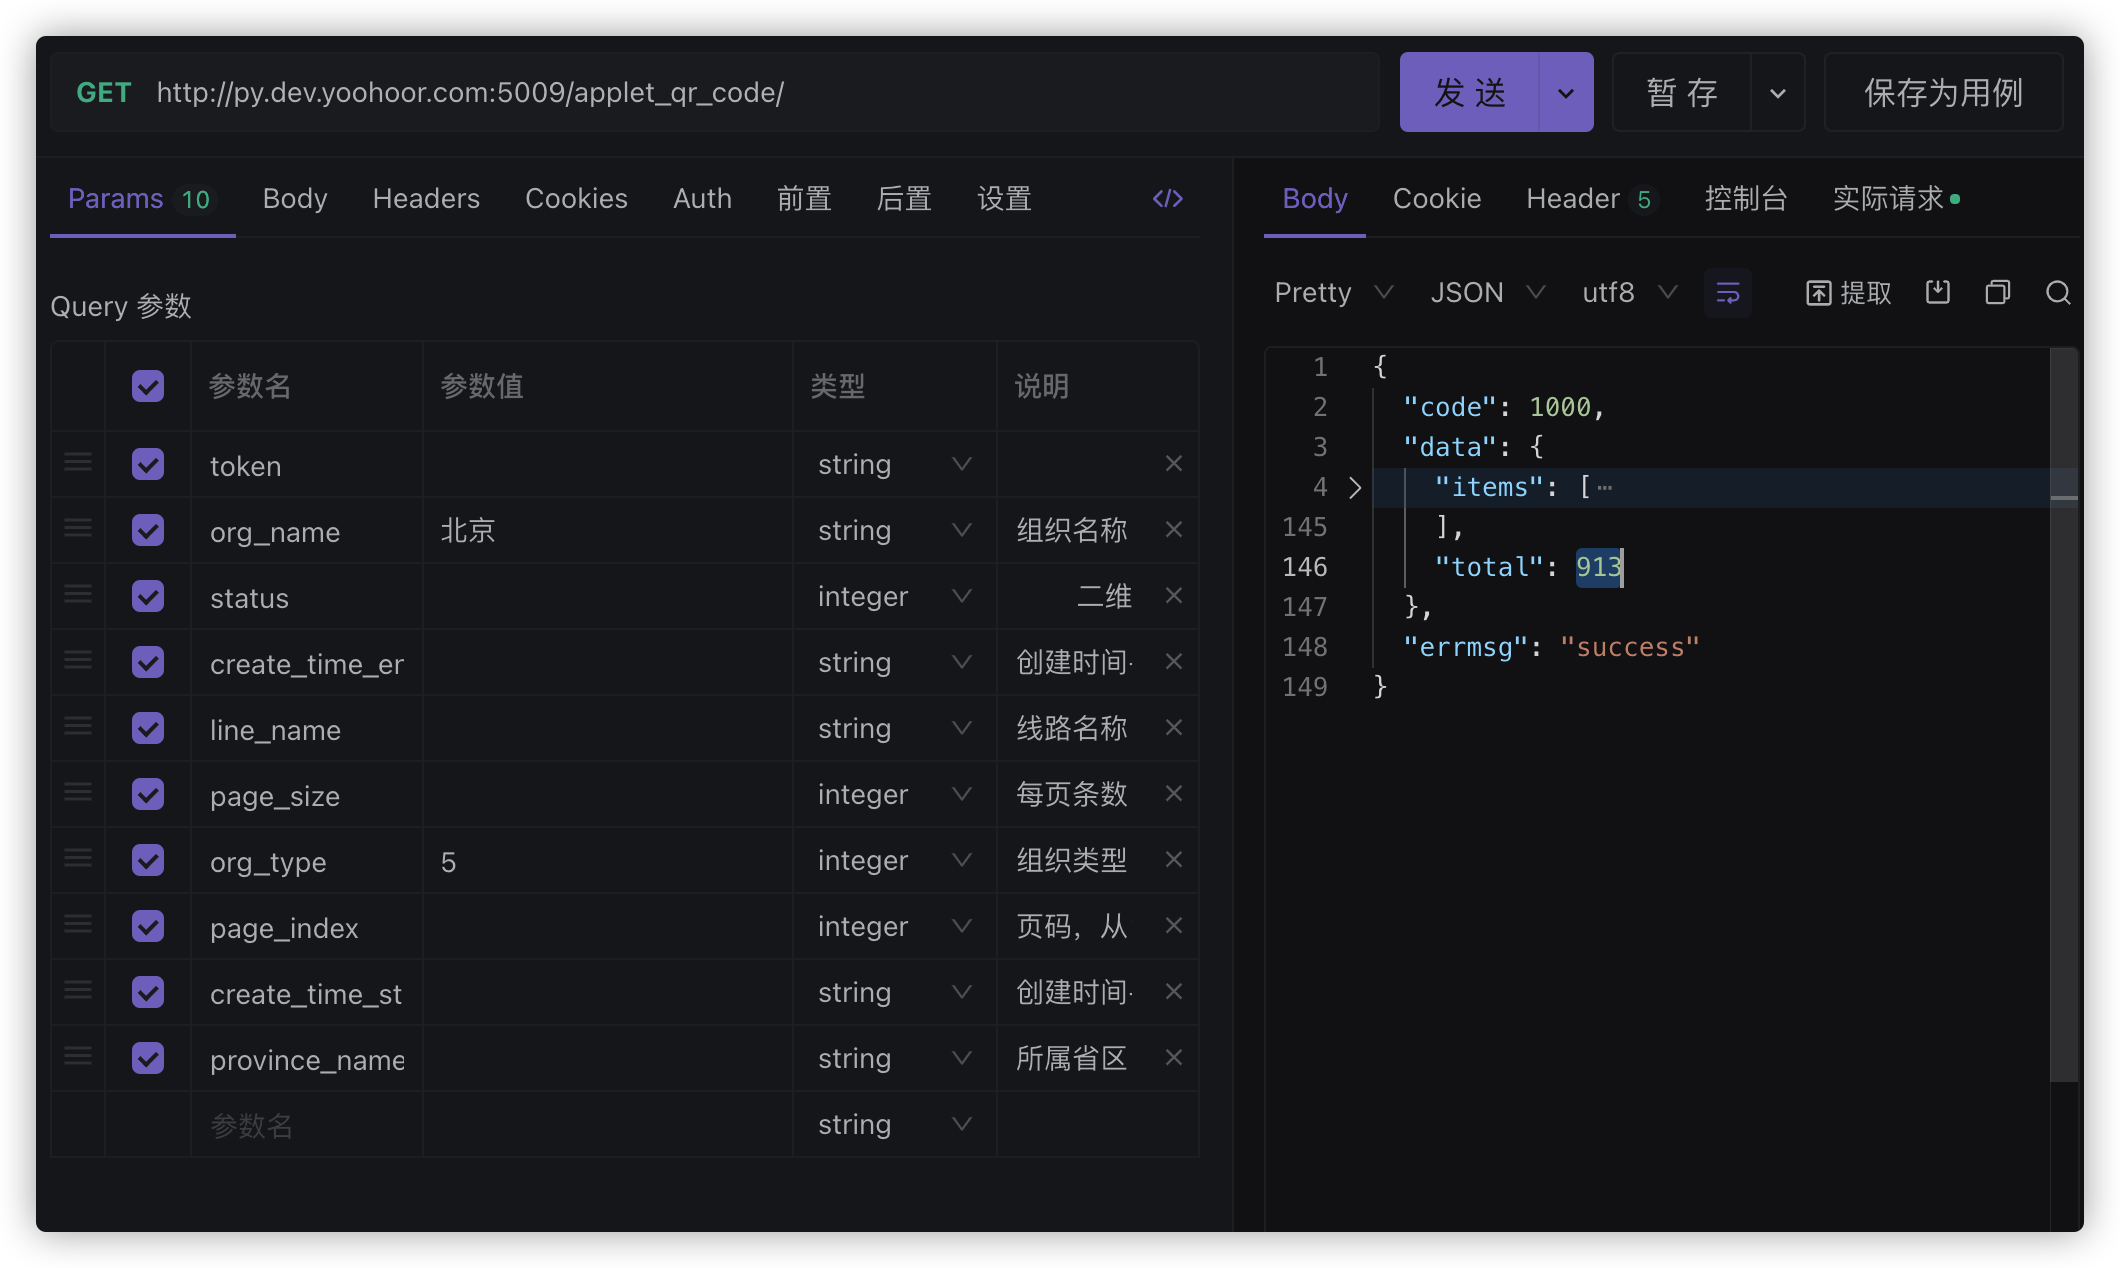 GET http://py.dev.yoohoor.com:5009/applet_qr_code/ 发 送 暂 存 保存为用例
Params 10 Body Headers Cookies Auth 前置 后置 设置 </>
Query 参数
参数名 参数值 类型 说明
token string
org_name 北京 string 组织名称
status integer 二维
create_time_er string 创建时间
line_name string 线路名称
page_size integer 每页条数
org_type 5 integer 组织类型
page_index integer 页码，从
create_time_st string 创建时间
province_name string 所属省区
参数名 string
Body Cookie Header 5 控制台 实际请求
Pretty JSON utf8 提取
1 {
2 "code": 1000,
3 "data": {
4 "items": [ ⋯
145 ],
146 "total": 913
147 },
148 "errmsg": "success"
149 }